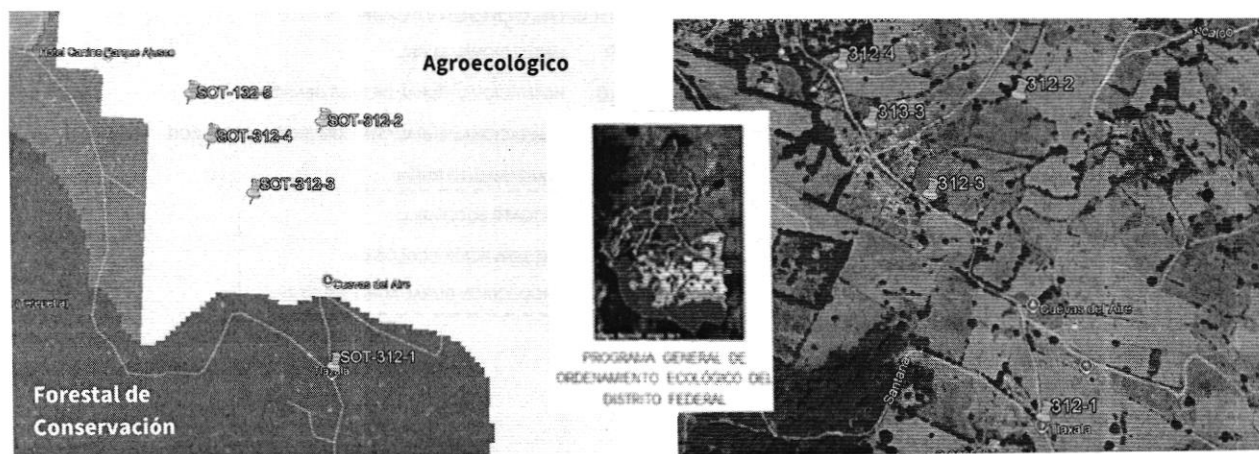 Agroecológico
SOT-132-5
SOT-312-2
SOT-312-4
SOT-312-3
Cuevas del Aire
SOT-312-1
Forestal de
Conservación
PROGRAMA GENERAL DE
ORDENAMIENTO ECOLÓGICO DEL
DISTRITO FEDERAL
312-4
312-2
313-3
312-3
Cuevas del Aire
312-1